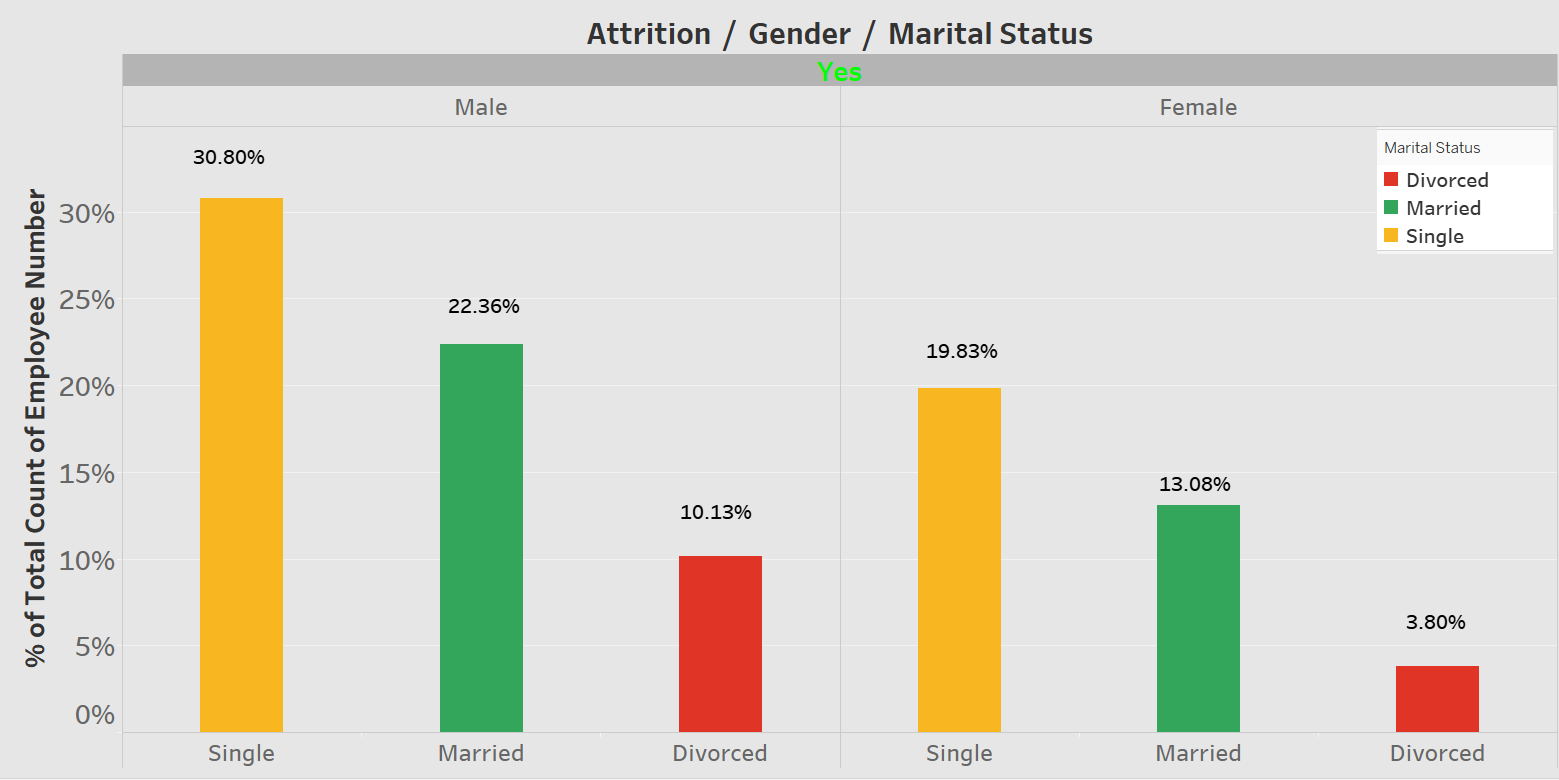 Attrition / Gender / Marital Status
Yes
Male
Female
% of Total Count of Employee Number
30%
25%
20%
15%
10%
5%
0%
30.80%
22.36%
10.13%
19.83%
13.08%
3.80%
Marital Status
Divorced
Married
Single
Single
Married
Divorced
Single
Married
Divorced